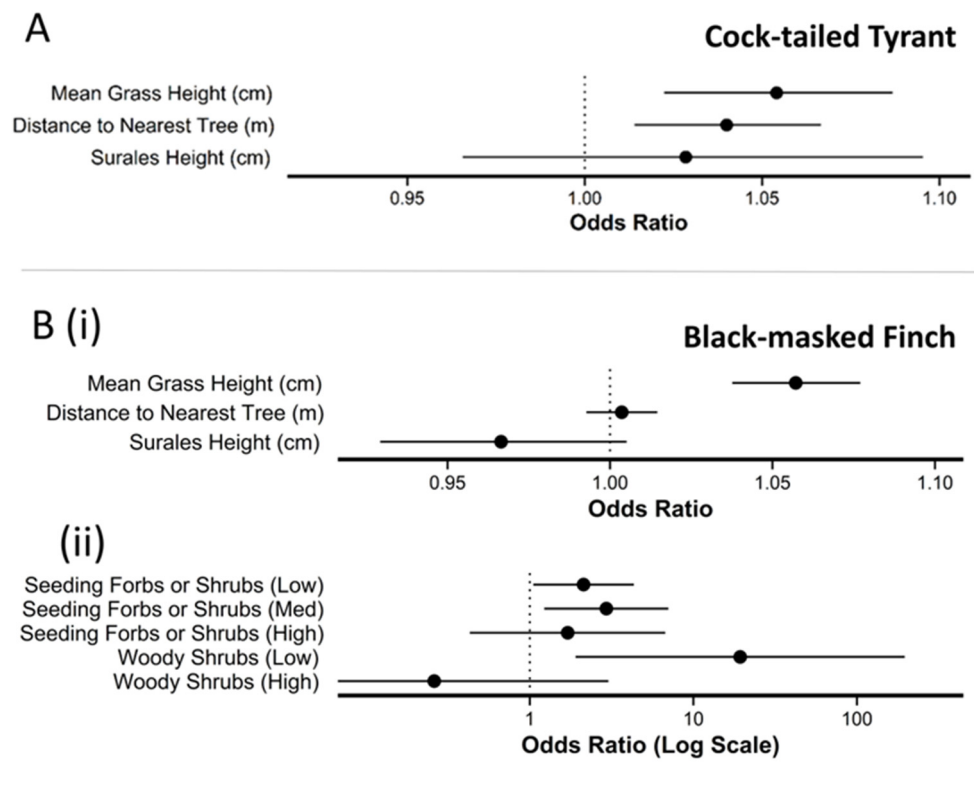 A
Cock-tailed Tyrant
Mean Grass Height (cm)
Distance to Nearest Tree (m)
Surales Height (cm)
0.95 1.00 1.05 1.10
Odds Ratio
B (i)
Black-masked Finch
Mean Grass Height (cm)
Distance to Nearest Tree (m)
Surales Height (cm)
0.95 1.00 1.05 1.10
Odds Ratio
(ii)
Seeding Forbs or Shrubs (Low)
Seeding Forbs or Shrubs (Med)
Seeding Forbs or Shrubs (High)
Woody Shrubs (Low)
Woody Shrubs (High)
1 10 100
Odds Ratio (Log Scale)